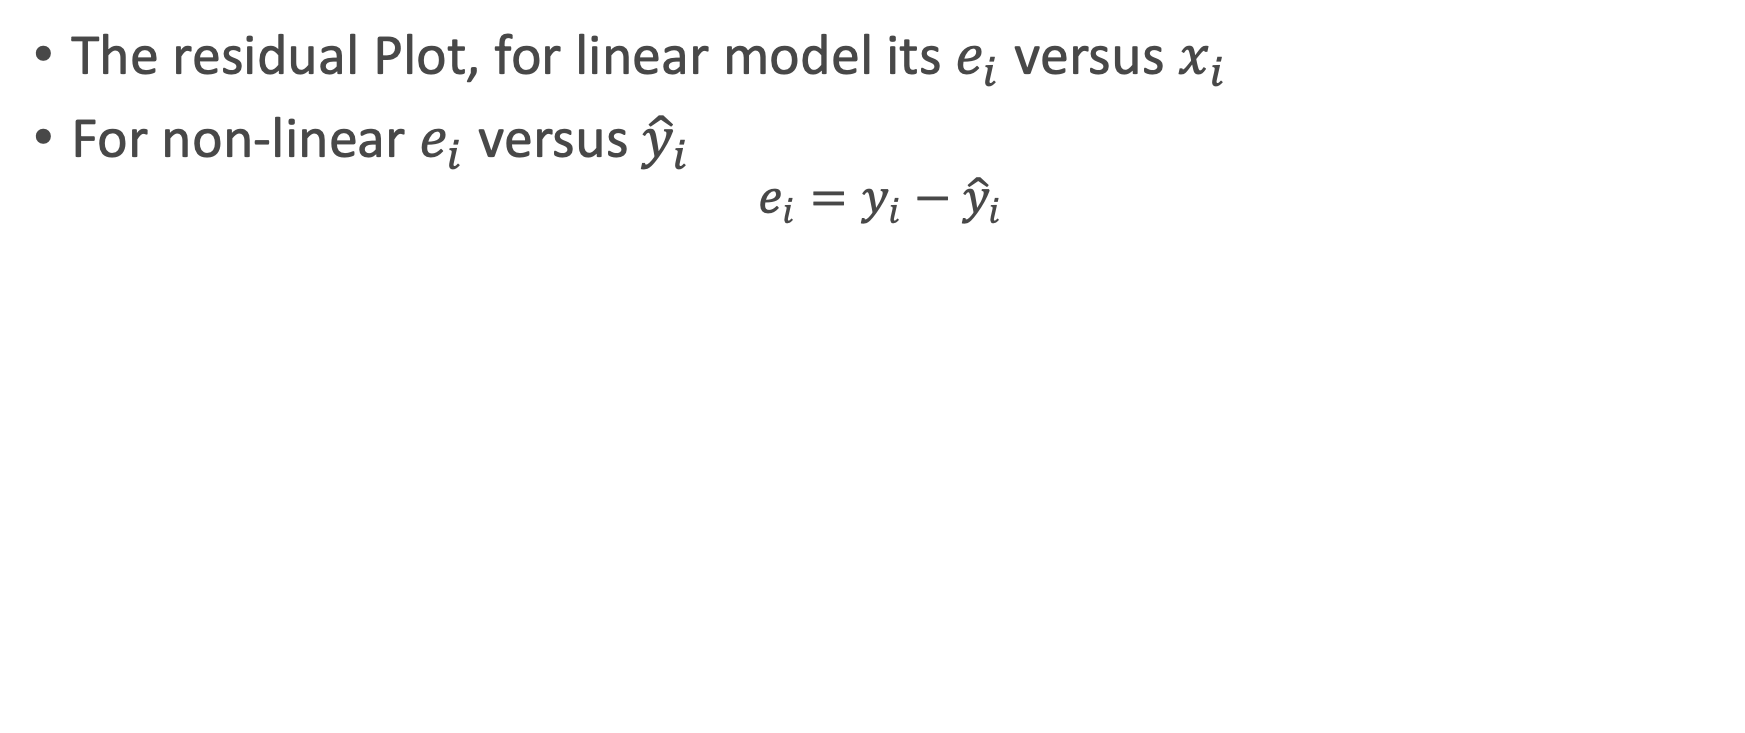 • The residual Plot, for linear model its eᵢ versus xᵢ
• For non-linear eᵢ versus ŷᵢ
eᵢ = yᵢ − ŷᵢ